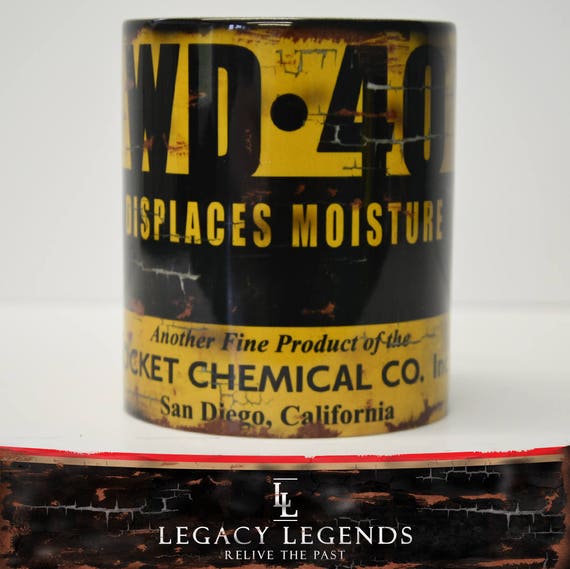 WD•40
DISPLACES MOISTURE
Another Fine Product of the
CKET CHEMICAL CO. In
San Diego, California
LL
LEGACY LEGENDS
RELIVE THE PAST